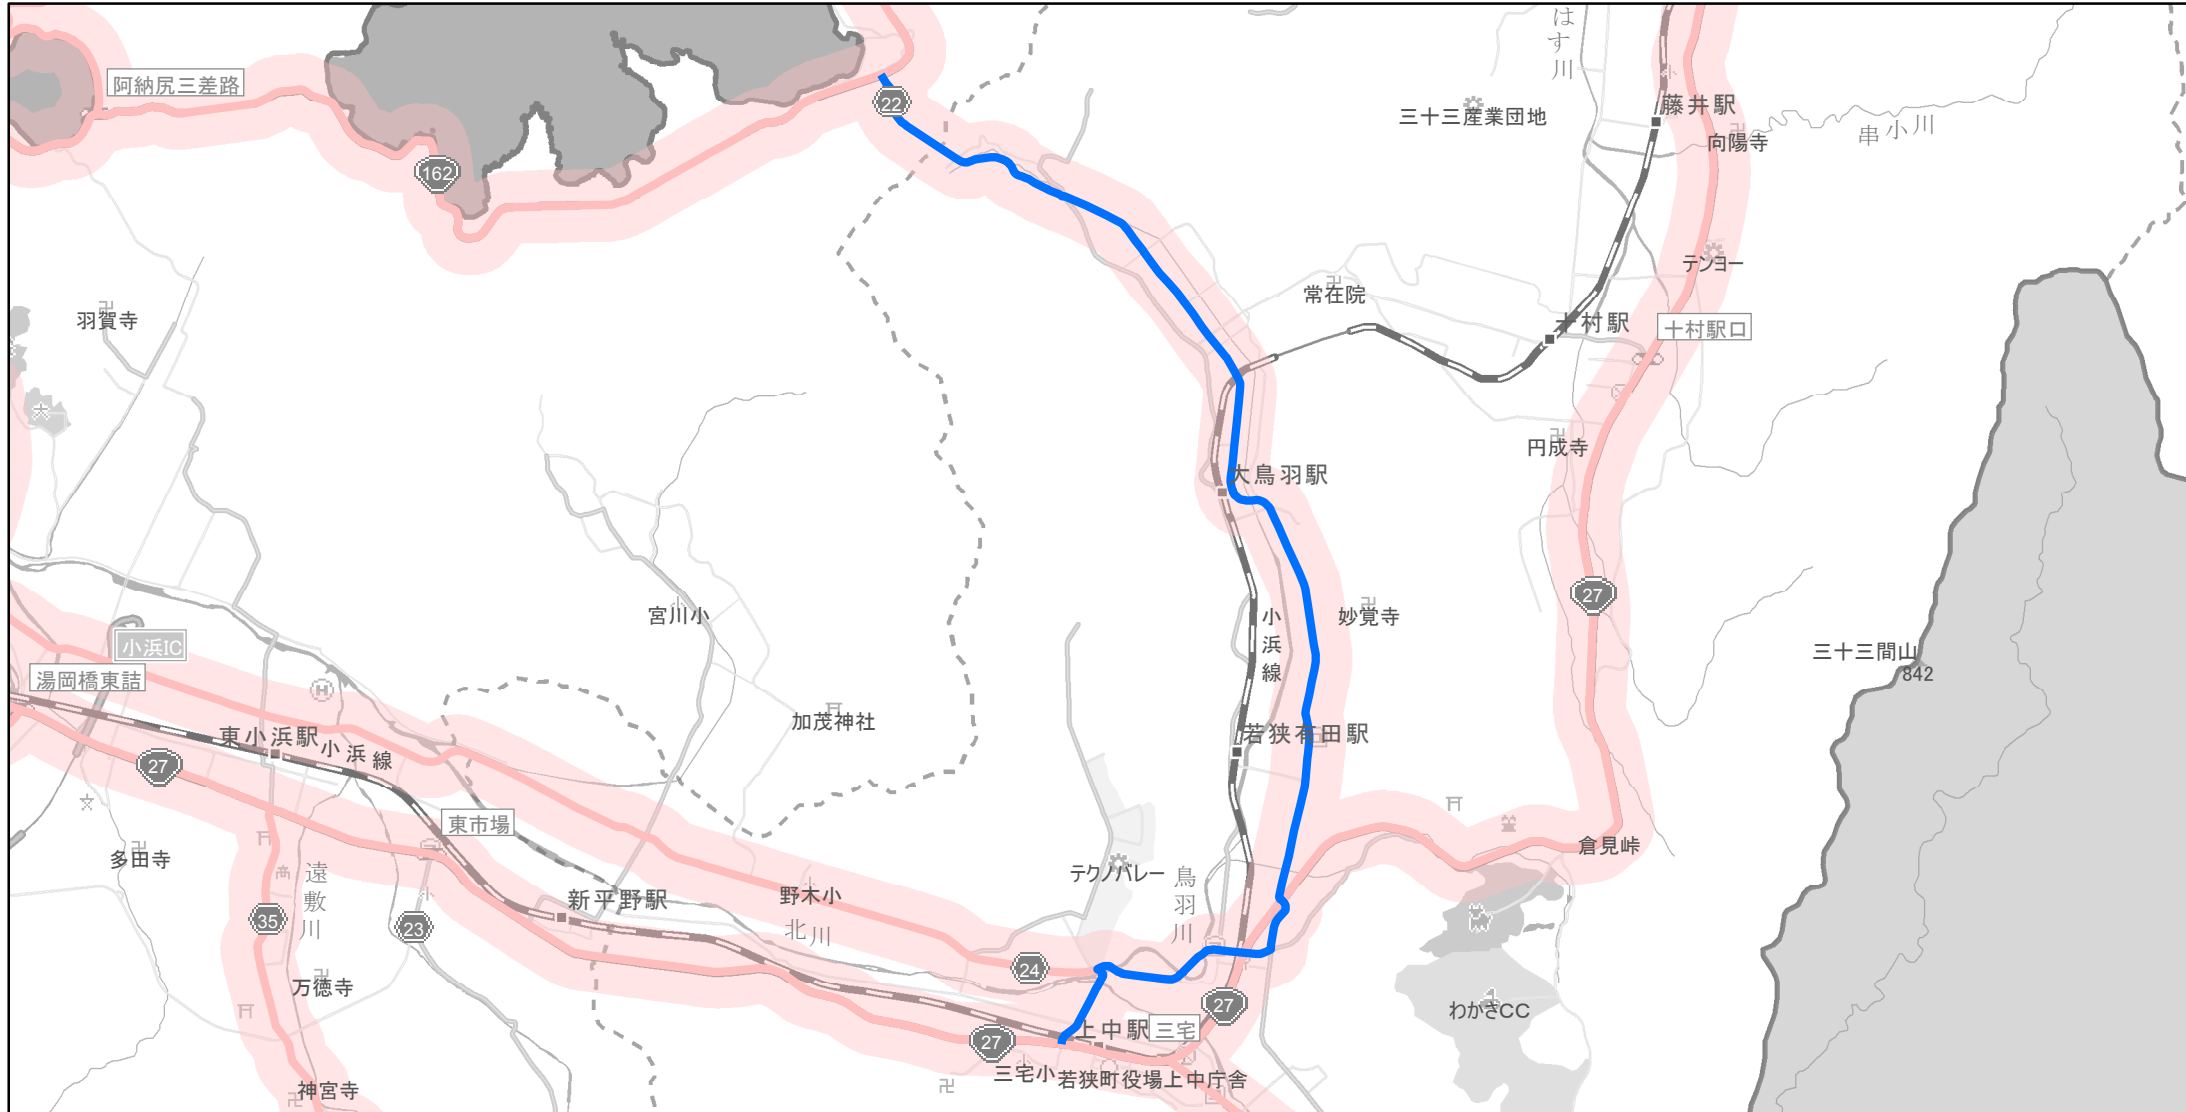 はす川
阿納尻三差路
22
藤井駅
三十三産業団地
向陽寺
串小川
162
テンヨー
常在院
羽賀寺
十村駅
十村駅口
円成寺
大鳥羽駅
27
宮川小
小浜線
妙覚寺
小浜IC
三十三間山
842
湯岡橋東詰
加茂神社
東小浜駅
小浜線
若狭有田駅
27
東市場
倉見峠
多田寺
遠敷川
テクノバレー
鳥羽川
野木小
新平野駅
北川
35
23
24
万徳寺
27
わかさCC
上中駅
三宅
27
三宅小
若狭町役場上中庁舎
神宮寺